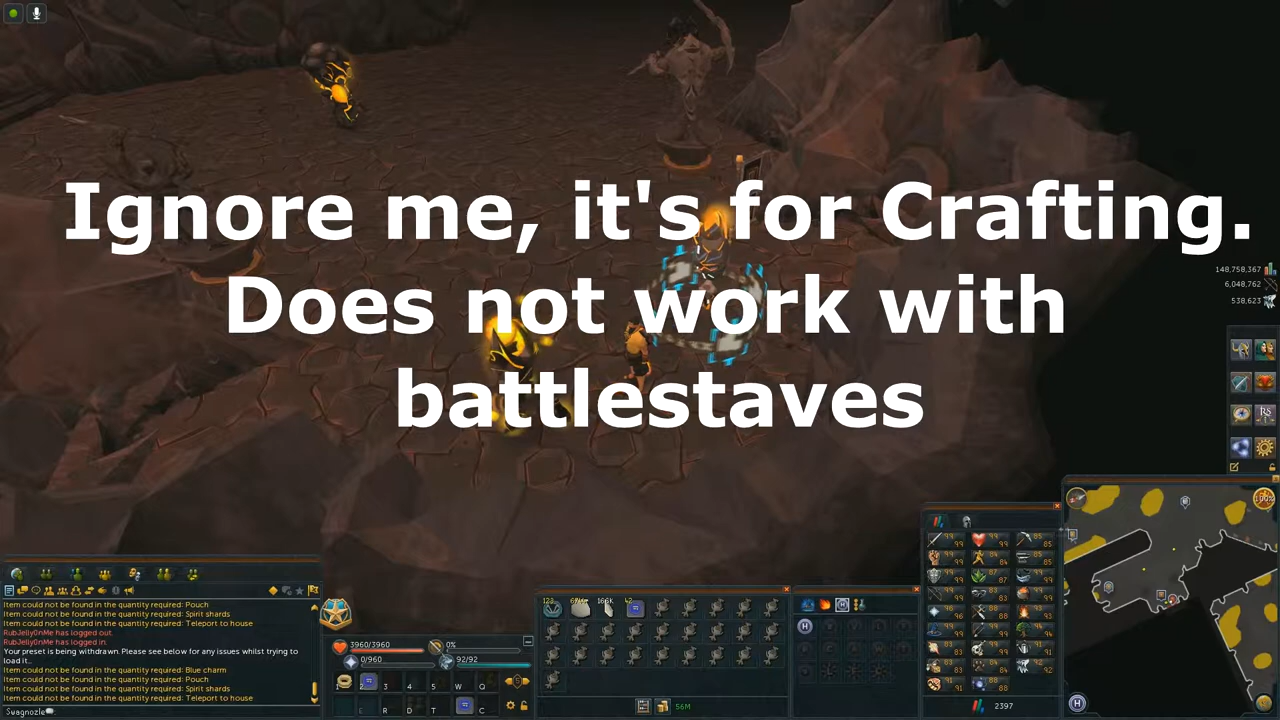 Ignore me, it's for Crafting.
Does not work with
battlestaves
148,758,367
6,048,762
538,623
Item could not be found in the quantity required: Pouch
Item could not be found in the quantity required: Spirit shards
Item could not be found in the quantity required: Teleport to house
RubJelly0nMe has logged out.
RubJelly0nMe has logged in.
Your preset is being withdrawn. Please see below for any issues whilst trying to
load it...
Item could not be found in the quantity required: Blue charm
Item could not be found in the quantity required: Pouch
Item could not be found in the quantity required: Spirit shards
Item could not be found in the quantity required: Teleport to house
Swagnozle
3960/3960
0%
0/960
92/92
3 4 5 W Q
E R D T C
56M
2397